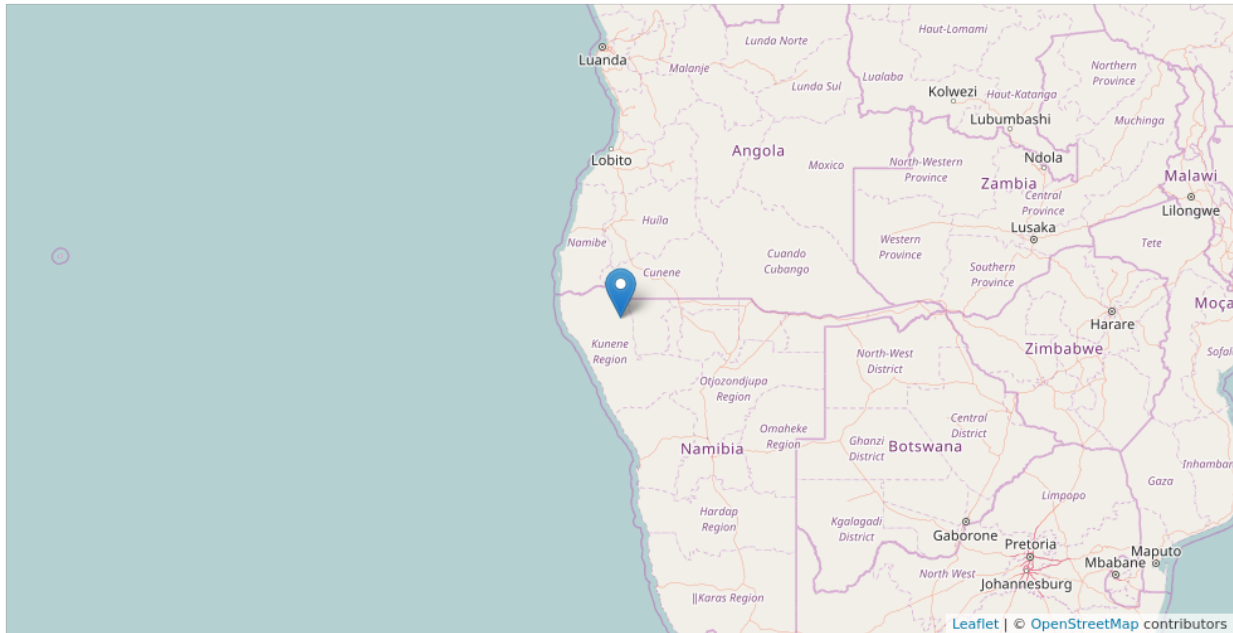 Haut-Lomami
Lunda Norte
Luanda
Malanje
Northern
Province
Lualaba
Lunda Sul
Kolwezi
Haut-Katanga
Lubumbashi
Muchinga
Angola
Lobito
Moxico
North-Western
Province
Ndola
Malawi
Zambia
Central
Province
Lilongwe
Huíla
Lusaka
Namibe
Western
Province
Tete
Cuando
Cubango
Cunene
Southern
Province
Moça
Harare
Kunene
Region
Zimbabwe
Sofala
North-West
District
Otjozondjupa
Region
Central
District
Omaheke
Region
Namibia
Ghanzi
District
Botswana
Inhamban
Gaza
Limpopo
Hardap
Region
Kgalagadi
District
Gaborone
Pretoria
Maputo
Mbabane
North West
Johannesburg
||Karas Region
Leaflet | © OpenStreetMap contributors